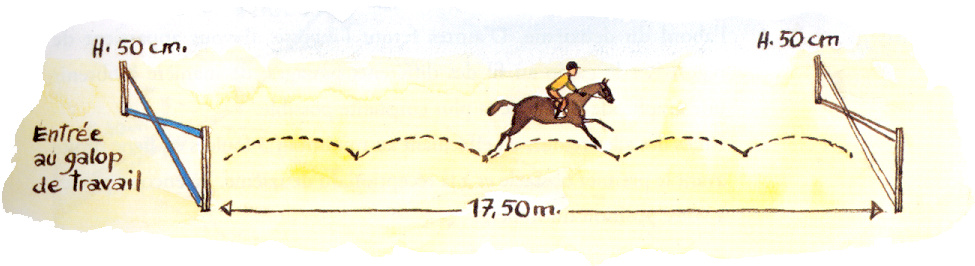 H. 50 cm.
H. 50 cm
Entrée
au galop
de travail
17,50 m.